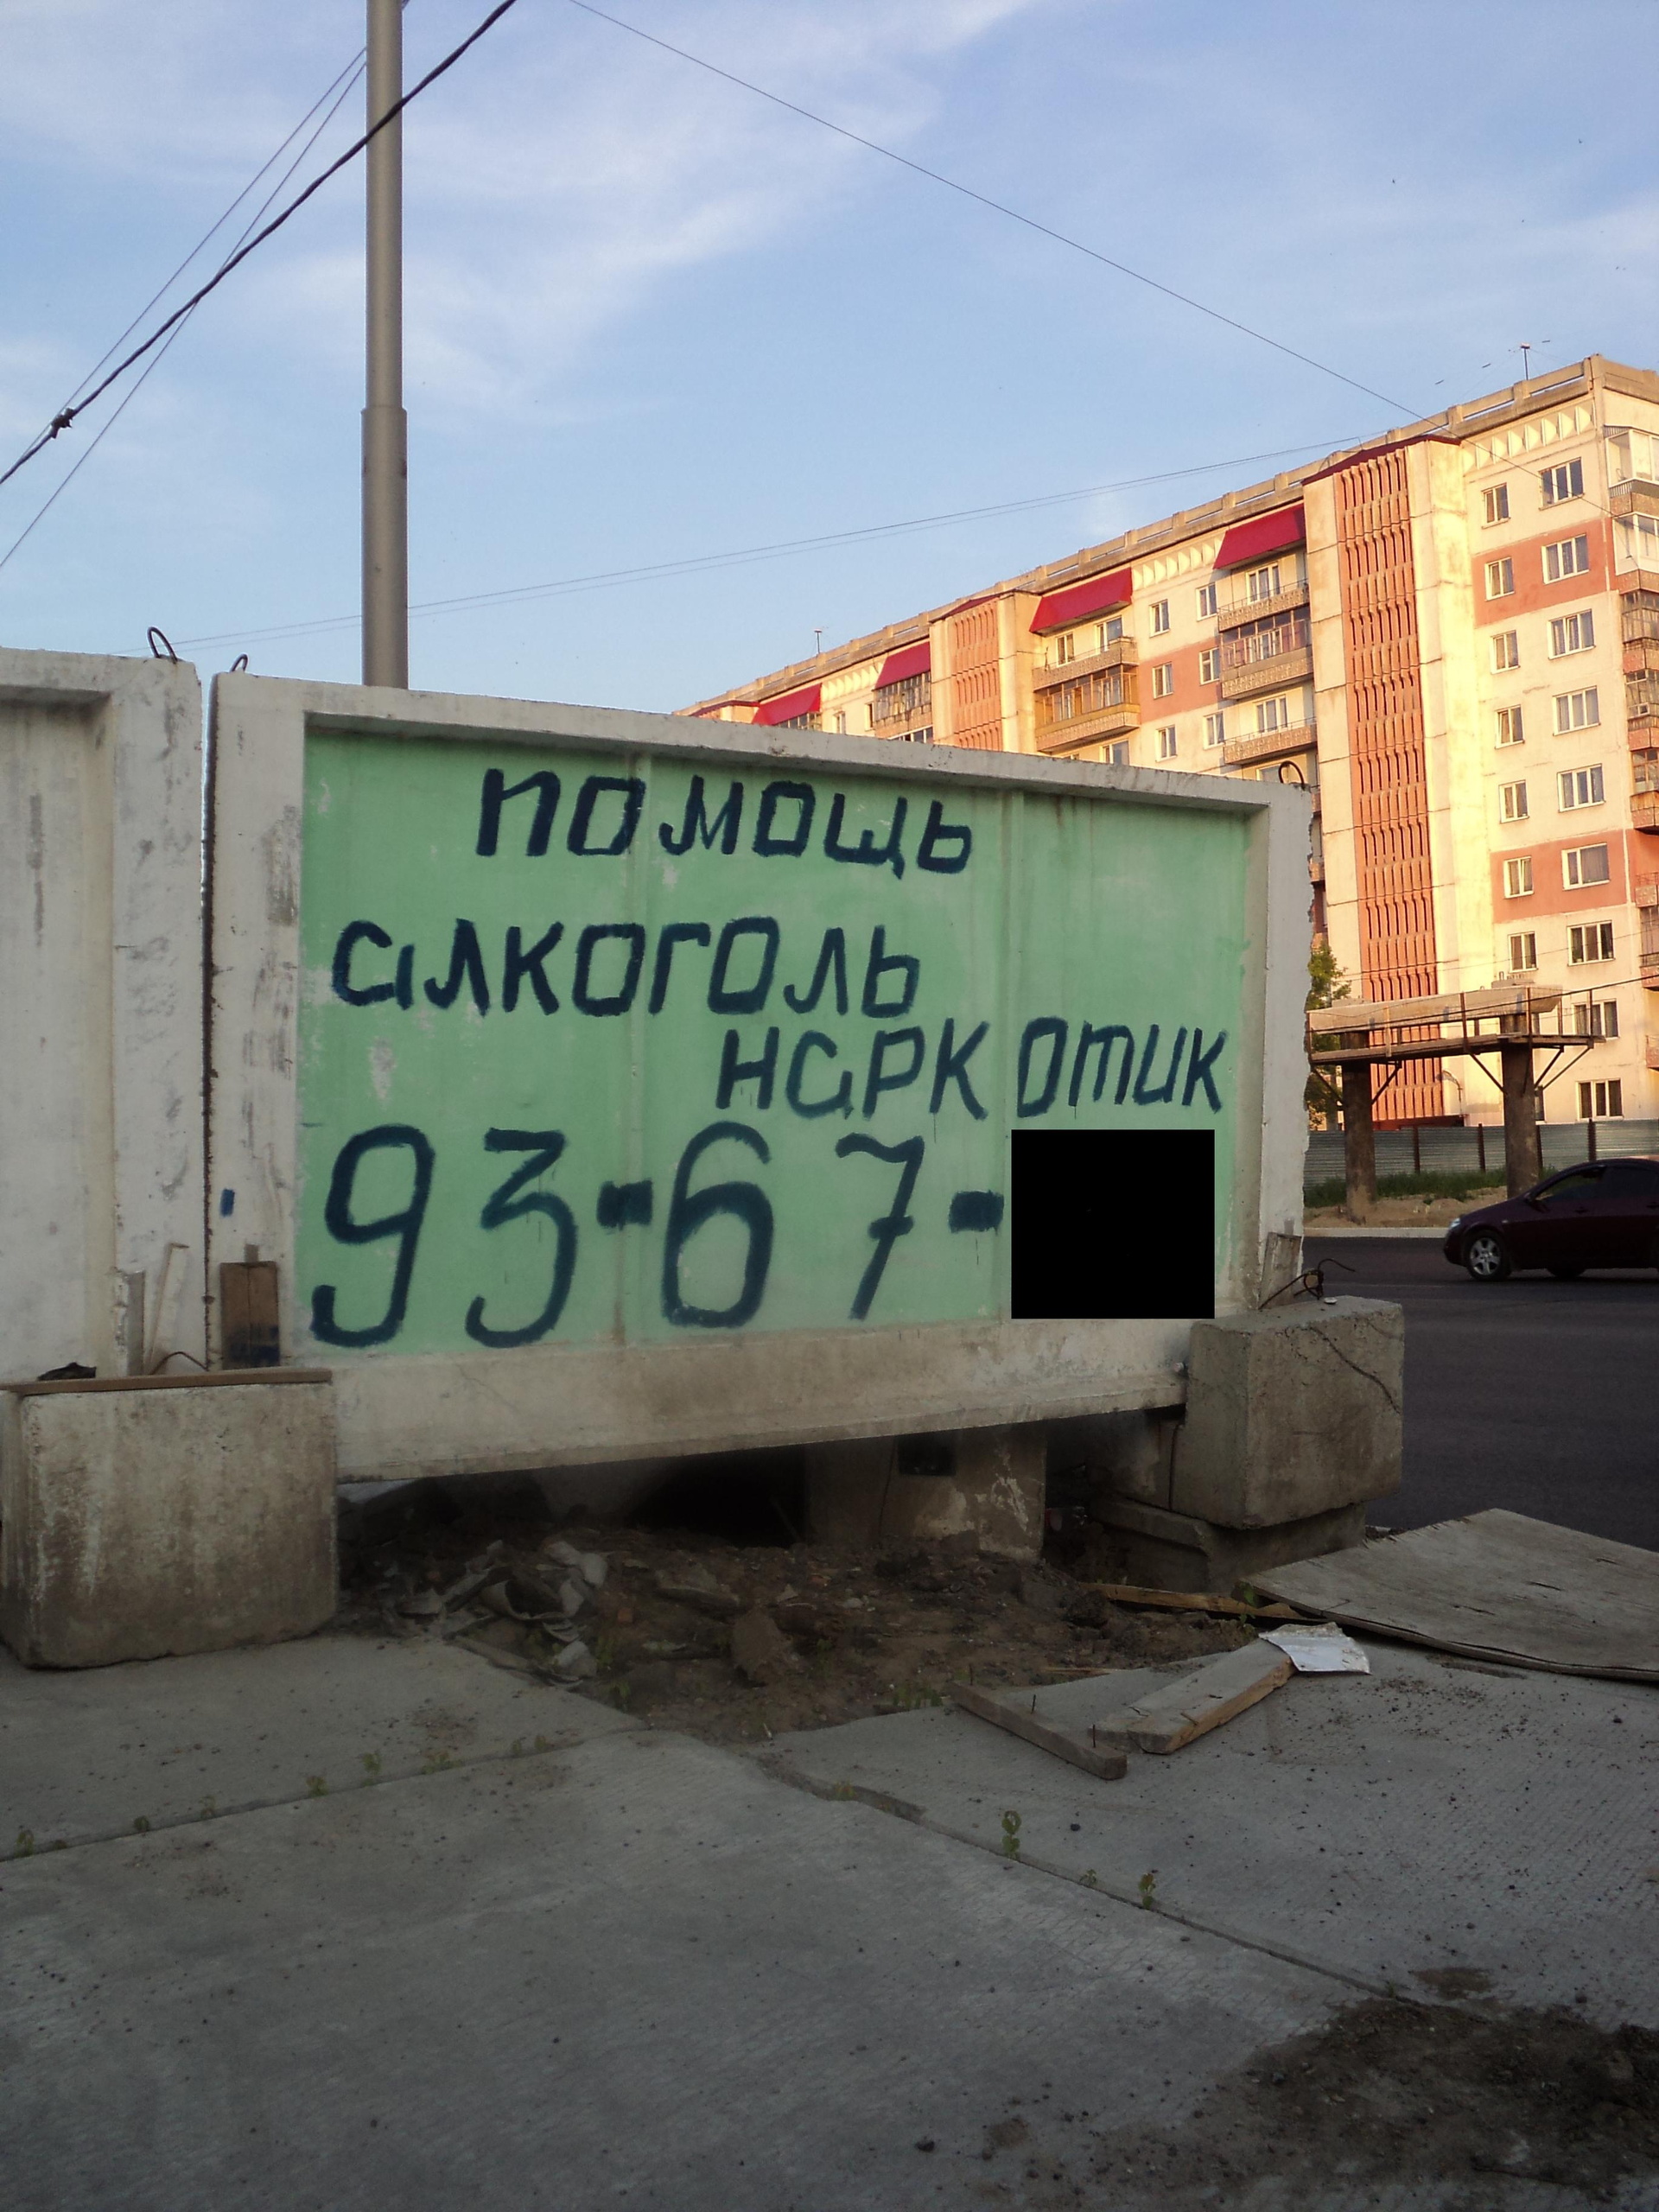 помощь
алкоголь
наркотик
93-67-